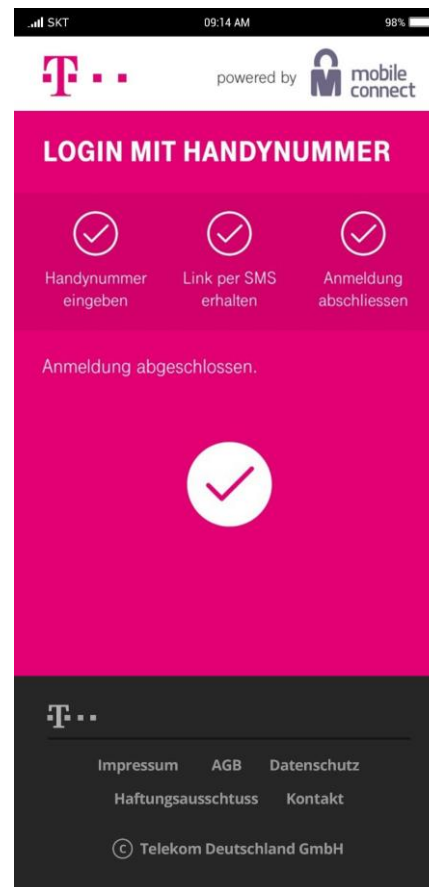 SKT 09:14 AM 98%
T powered by mobile connect
LOGIN MIT HANDYNUMMER
Handynummer eingeben
Link per SMS erhalten
Anmeldung abschliessen
Anmeldung abgeschlossen.
T
Impressum AGB Datenschutz
Haftungsausschtuss Kontakt
© Telekom Deutschland GmbH